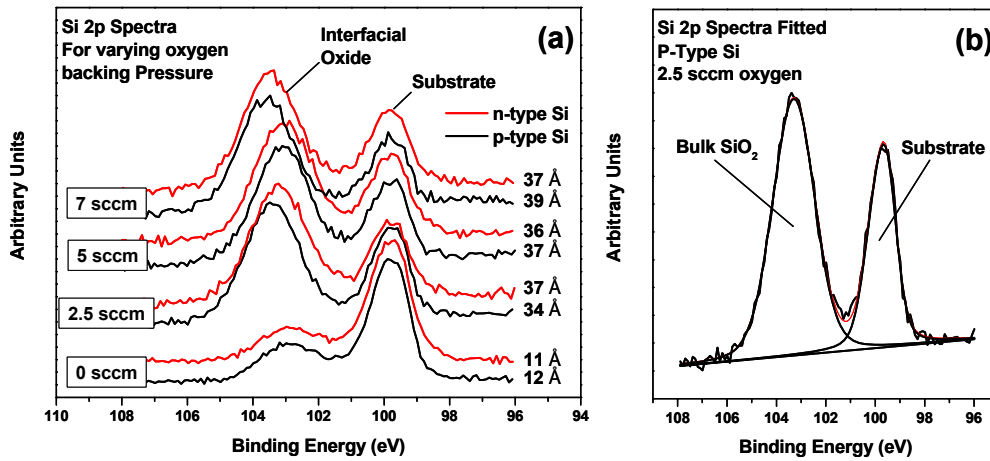 Si 2p Spectra
For varying oxygen
backing Pressure
Interfacial
Oxide
(a)
Substrate
n-type Si
p-type Si
7 sccm
37 Å
39 Å
5 sccm
36 Å
37 Å
2.5 sccm
37 Å
34 Å
0 sccm
11 Å
12 Å
Arbitrary Units
110 108 106 104 102 100 98 96 94
Binding Energy (eV)
Si 2p Spectra Fitted
P-Type Si
2.5 sccm oxygen
(b)
Bulk SiO₂
Substrate
Arbitrary Units
108 106 104 102 100 98 96
Binding Energy (eV)